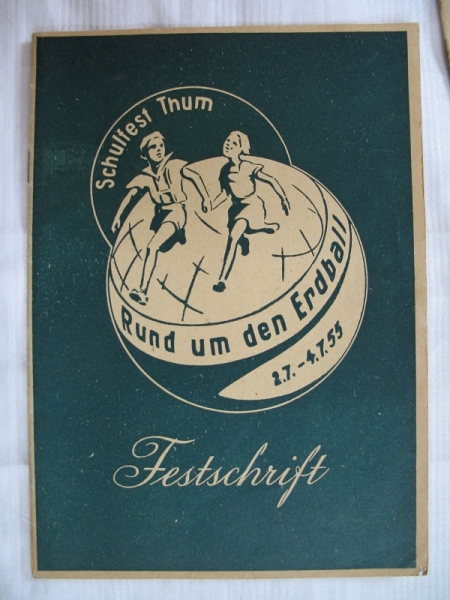 Schulfest Thum
Rund um den Erdball
2.7.-4.7.55
Festschrift